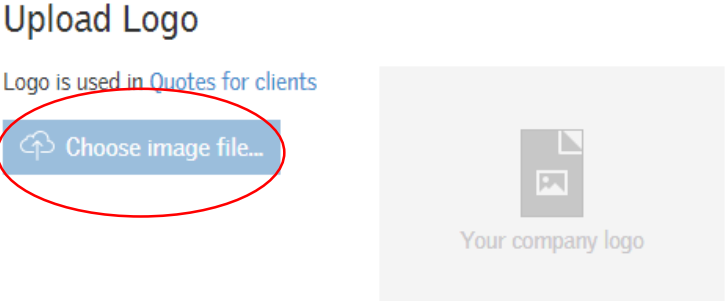 Upload Logo
Logo is used in Quotes for clients
Choose image file...
Your company logo